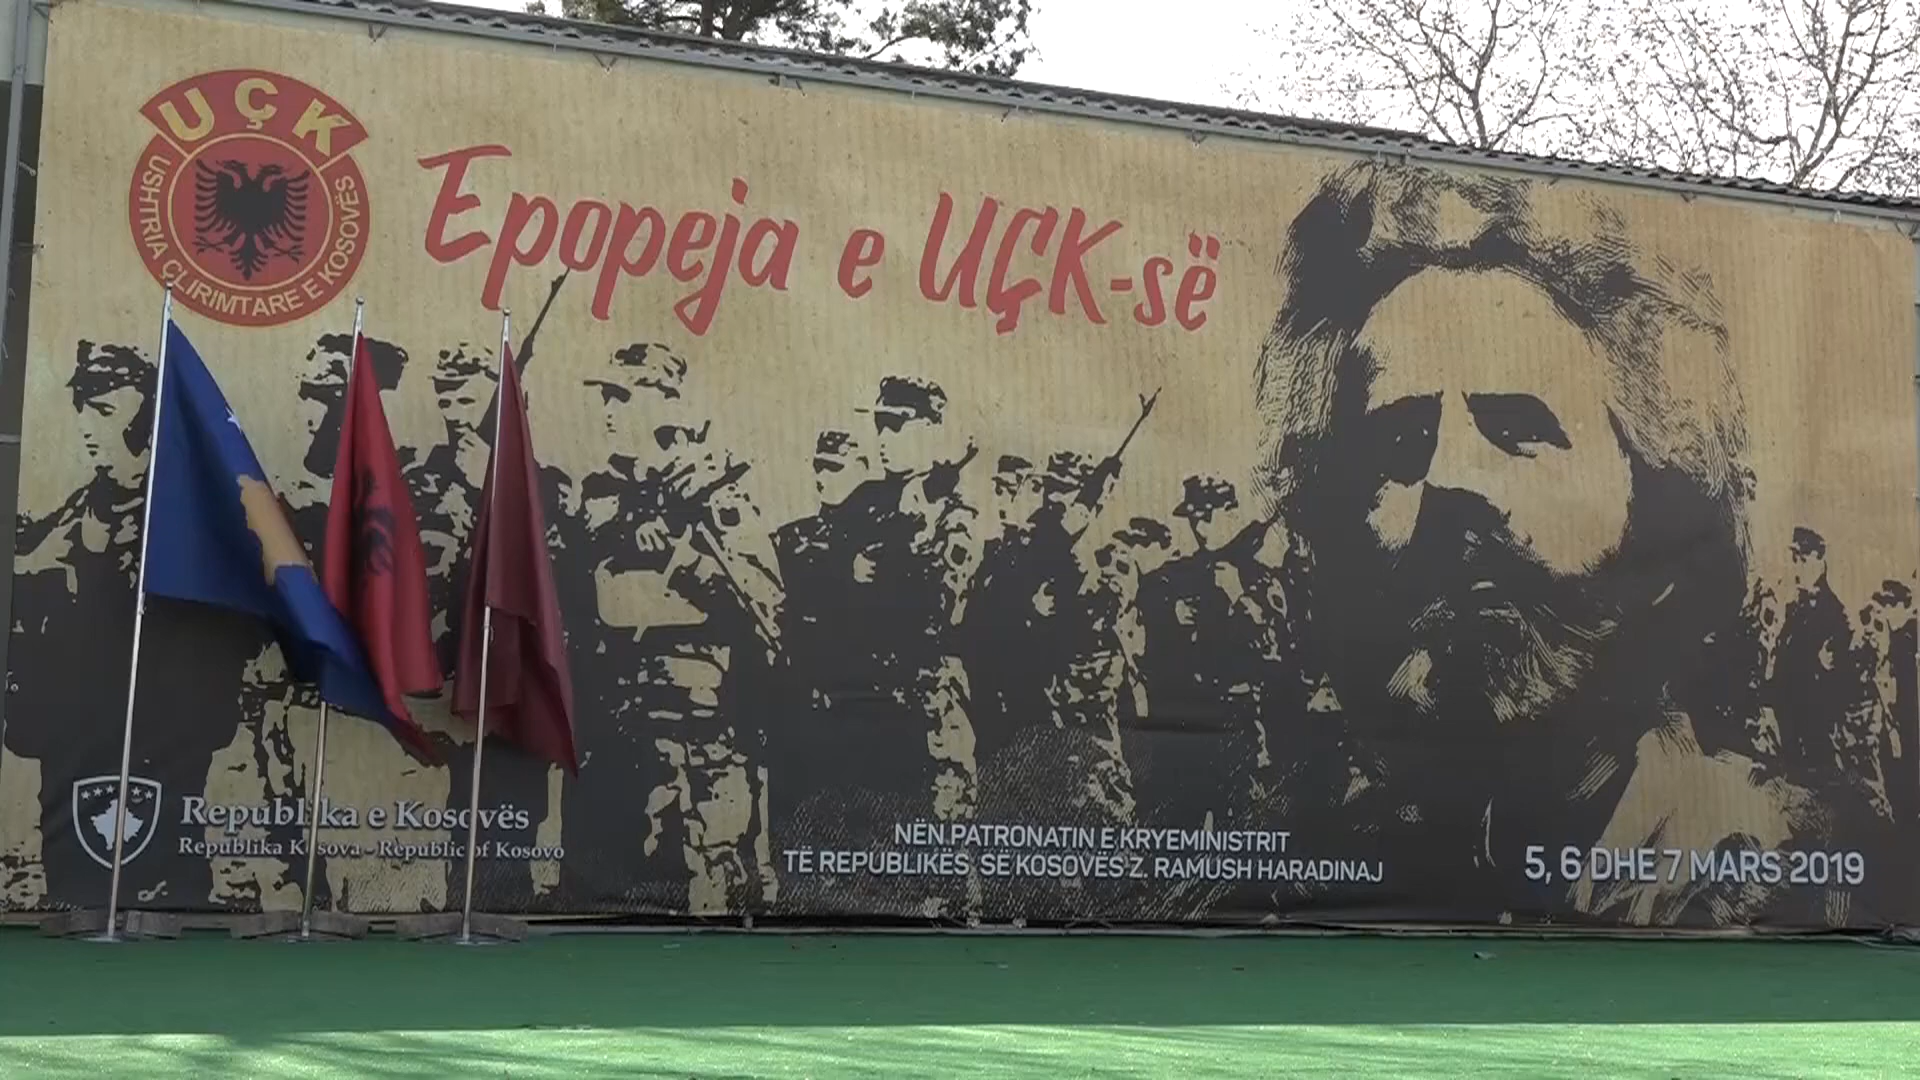 UÇK
USHTRIA ÇLIRIMTARE E KOSOVËS
Epopeja e UÇK-së
Republika e Kosovës
Republika Kosova - Republic of Kosovo
NËN PATRONATIN E KRYEMINISTRIT
TË REPUBLIKËS SË KOSOVËS Z. RAMUSH HARADINAJ
5, 6 DHE 7 MARS 2019